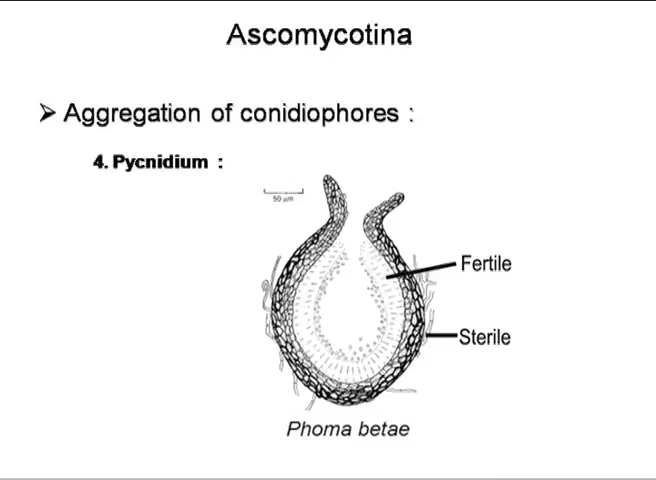 Ascomycotina
➤ Aggregation of conidiophores :
4. Pycnidium :
50 µm
Fertile
Sterile
Phoma betae